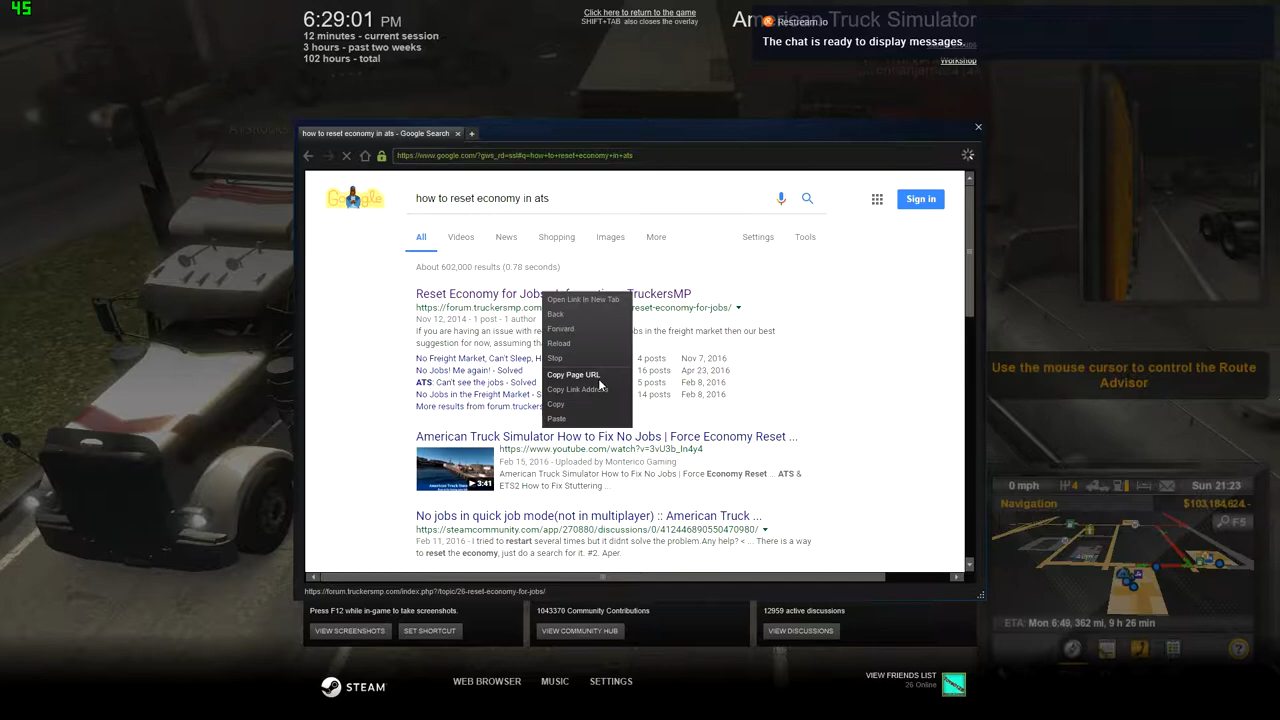 45
6:29:01 PM
12 minutes - current session
3 hours - past two weeks
102 hours - total
Click here to return to the game
SHIFT+TAB also closes the overlay
American Truck Simulator
Restream.io
The chat is ready to display messages.
Workshop
how to reset economy in ats - Google Search
https://www.google.com/?gws_rd=ssl#q=how+to+reset+economy+in+ats
Google
how to reset economy in ats
Sign in
All Videos News Shopping Images More Settings Tools
About 602,000 results (0.78 seconds)
Reset Economy for Jobs TruckersMP
https://forum.truckersmp.com/in reset-economy-for-jobs/
Nov 12, 2014 - 1 post - 1 author
If you are having an issue with bs in the freight market then our best
suggestion for now, assuming tha
No Freight Market, Can't Sleep, H 4 posts Nov 7, 2016
No Jobs! Me again! - Solved 16 posts Apr 23, 2016
ATS: Can't see the jobs - Solved 5 posts Feb 8, 2016
No Jobs in the Freight Market - S 14 posts Feb 8, 2016
More results from forum.truckers
Open Link In New Tab
Back
Forward
Reload
Stop
Copy Page URL
Copy Link Address
Copy
Paste
American Truck Simulator How to Fix No Jobs | Force Economy Reset ...
https://www.youtube.com/watch?v=3vU3b_In4y4
Feb 15, 2016 - Uploaded by Monterico Gaming
American Truck Simulator How to Fix No Jobs | Force Economy Reset ... ATS &
ETS2 How to Fix Stuttering ...
3:41
No jobs in quick job mode(not in multiplayer) :: American Truck ...
https://steamcommunity.com/app/270880/discussions/0/412446890550470980/
Feb 11, 2016 - I tried to restart several times but it didnt solve the problem.Any help? < ... There is a way
to reset the economy, just do a search for it. #2. Aper.
https://forum.truckersmp.com/index.php?/topic/26-reset-economy-for-jobs/
Use the mouse cursor to control the Route
Advisor
0 mph 4 Sun 21:23
Navigation $103,184,624.-
F5
ETA: Mon 6:49, 362 mi, 9 h 26 min
Press F12 while in-game to take screenshots.
VIEW SCREENSHOTS SET SHORTCUT
1043370 Community Contributions
VIEW COMMUNITY HUB
12959 active discussions
VIEW DISCUSSIONS
STEAM
WEB BROWSER MUSIC SETTINGS
VIEW FRIENDS LIST
26 Online